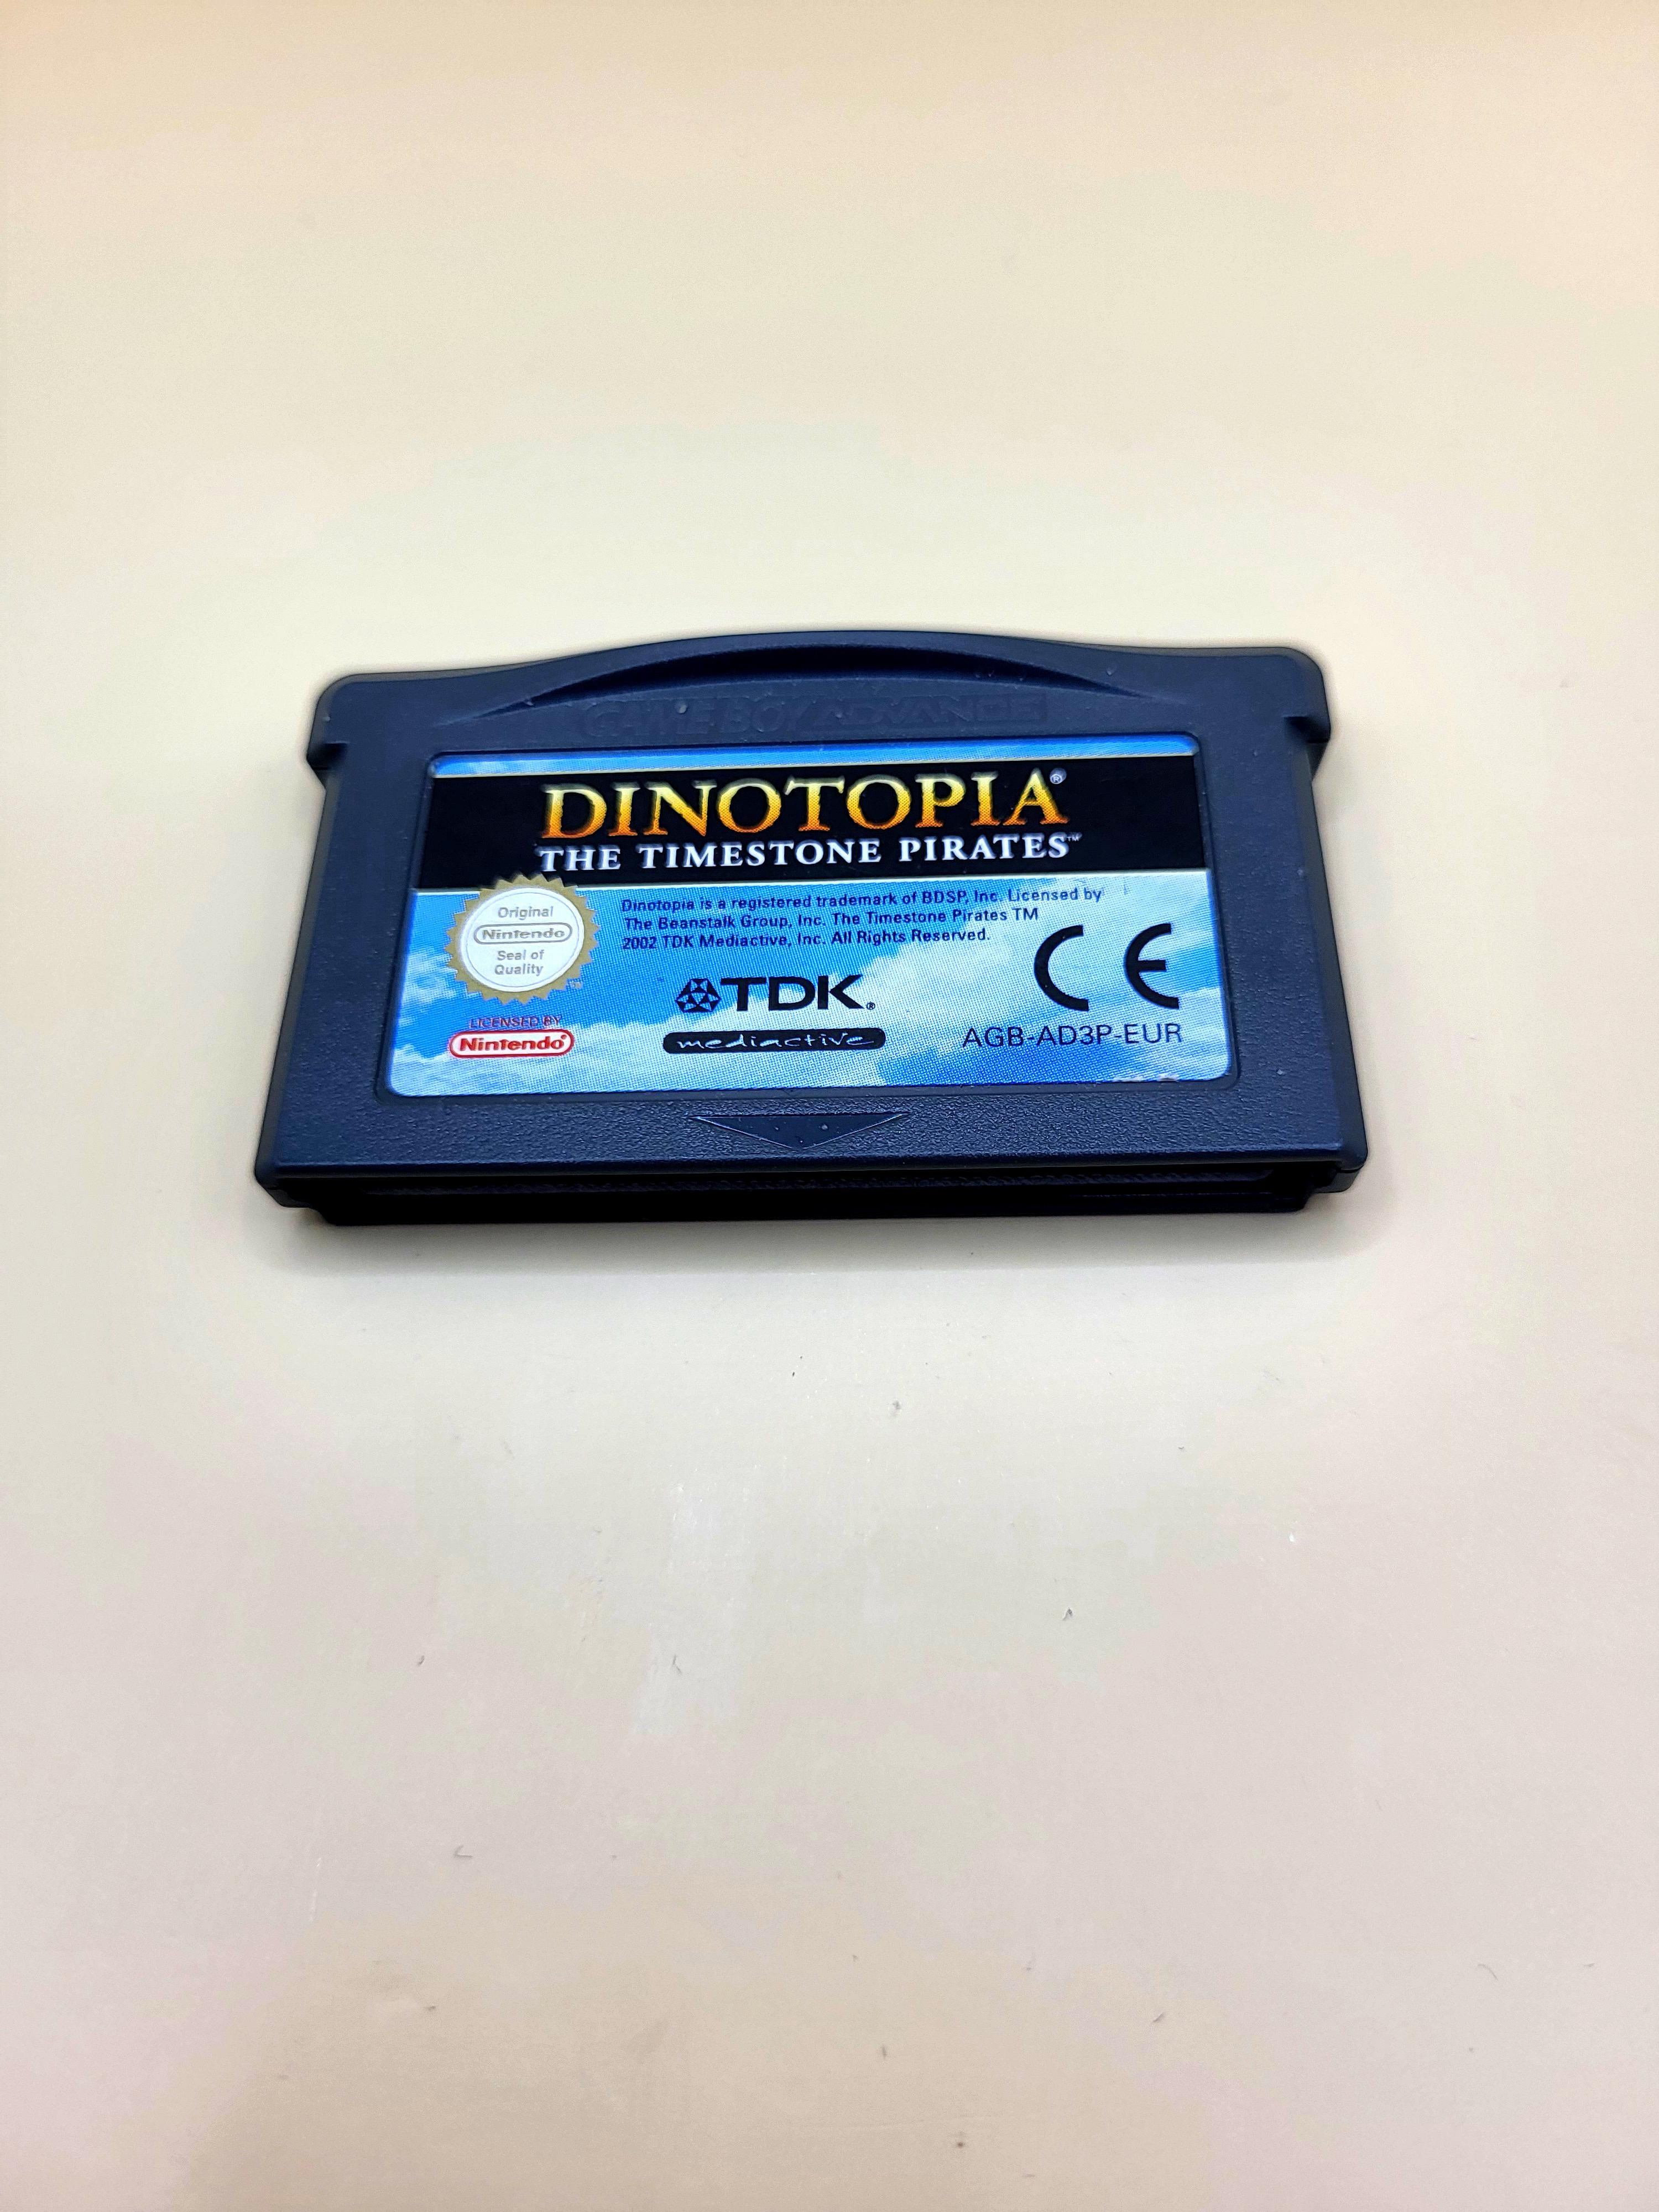 GAME BOY ADVANCE
DINOTOPIA®
THE TIMESTONE PIRATES™
Original
Nintendo
Seal of
Quality
TM
Dinotopia is a registered trademark of BDSP, Inc. Licensed by
The Beanstalk Group, Inc. The Timestone Pirates TM
2002 TDK Mediactive, Inc. All Rights Reserved.
CE
TDK®
mediactive
LICENSED BY
Nintendo®
AGB-AD3P-EUR